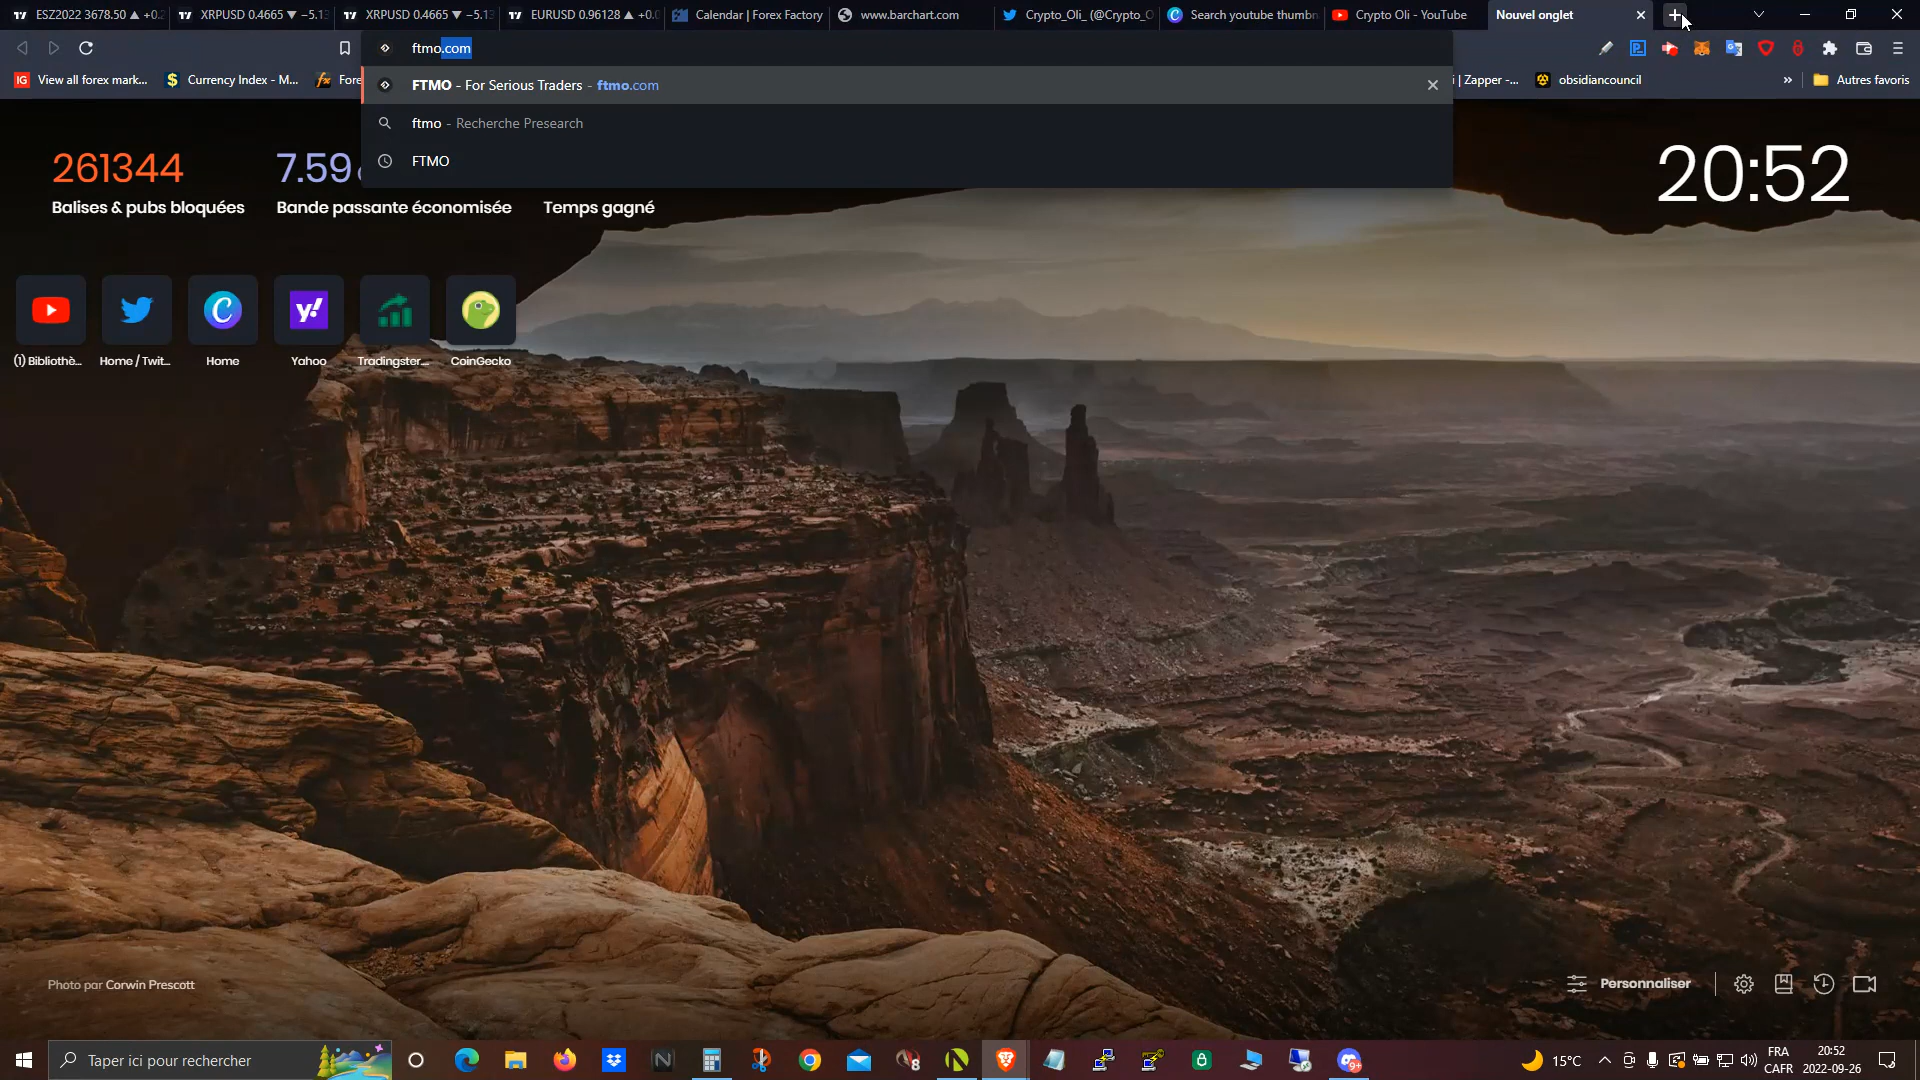 ESZ2022 3678.50 ▲ +0.2
XRPUSD 0.4665 ▼ −5.13
XRPUSD 0.4665 ▼ −5.13
EURUSD 0.96128 ▲ +0.0
Calendar | Forex Factory
www.barchart.com
Crypto_Oli_ (@Crypto_O
Search youtube thumbn
Crypto Oli - YouTube
Nouvel onglet
ftmo.com
View all forex mark...
Currency Index - M...
Fore
FTMO - For Serious Traders - ftmo.com
i | Zapper -...
obsidiancouncil
»
Autres favoris
ftmo - Recherche Presearch
FTMO
261344
7.59
20:52
Balises & pubs bloquées
Bande passante économisée
Temps gagné
(1) Bibliothè...
Home / Twit...
Home
Yahoo
Tradingster...
CoinGecko
Photo par Corwin Prescott
Personnaliser
Taper ici pour rechercher
15°C
FRA
CAFR
20:52
2022-09-26